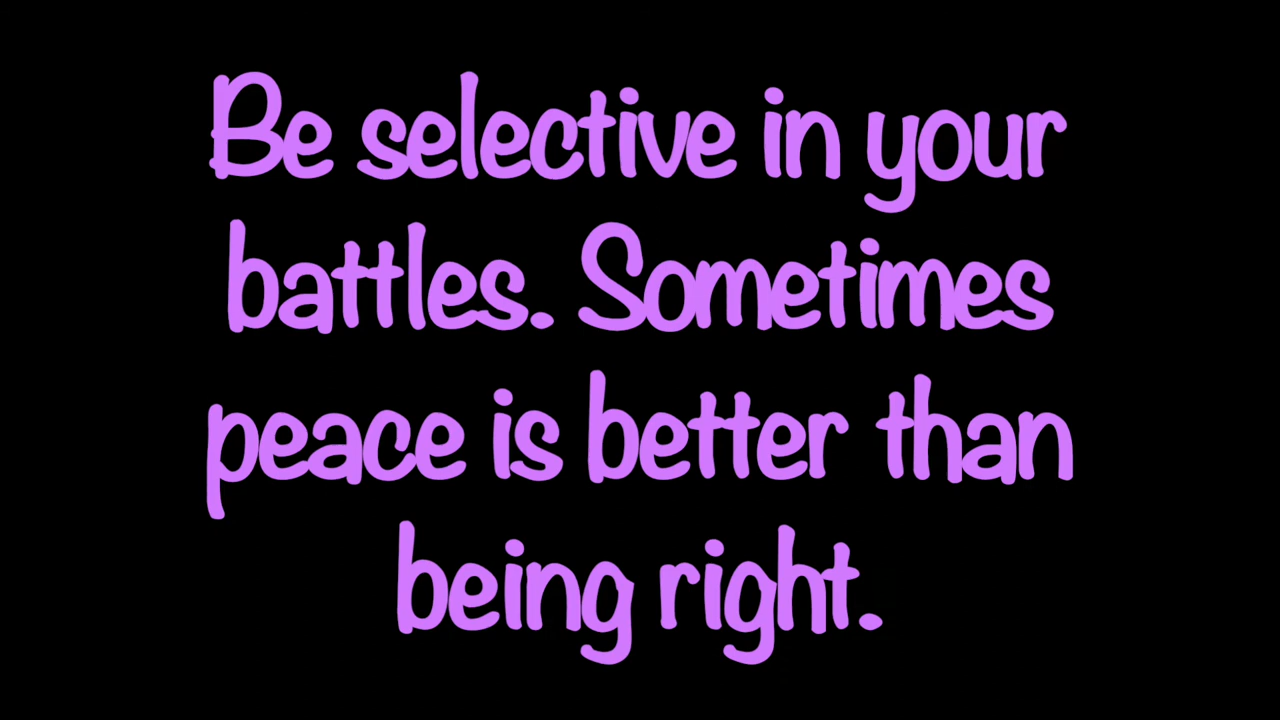 Be selective in your
battles. Sometimes
peace is better than
being right.